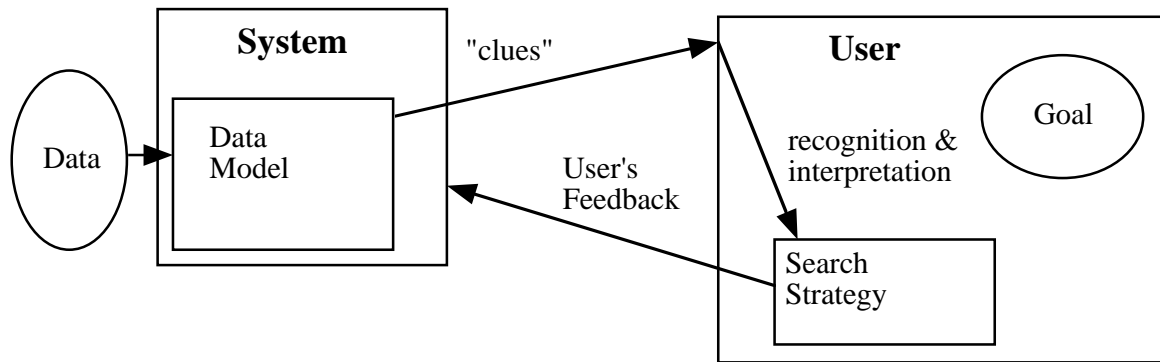 System
"clues"
User
Data
Data
Model
Goal
recognition &
interpretation
User's
Feedback
Search
Strategy